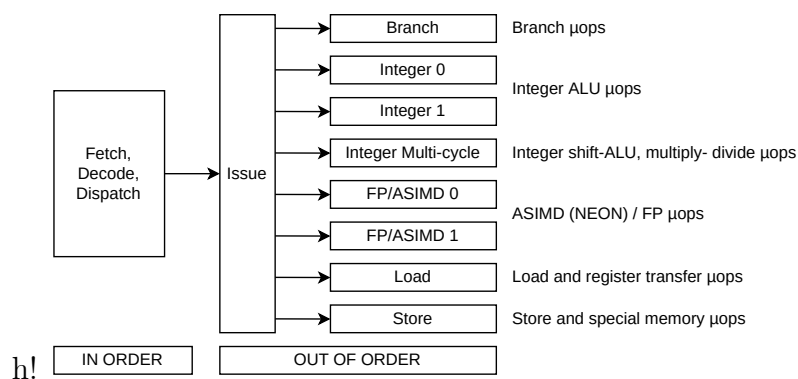 Branch Branch µops
Integer 0
Integer ALU µops
Integer 1
Fetch,
Decode,
Dispatch
Issue
Integer Multi-cycle Integer shift-ALU, multiply- divide µops
FP/ASIMD 0
ASIMD (NEON) / FP µops
FP/ASIMD 1
Load Load and register transfer µops
Store Store and special memory µops
h! IN ORDER OUT OF ORDER